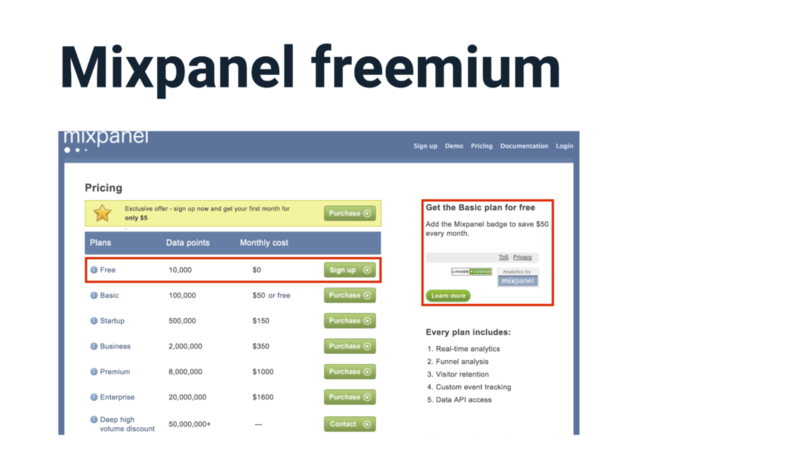 Mixpanel freemium
mixpanel
Sign up Demo Pricing Documentation Login
Pricing
Exclusive offer - sign up now and get your first month for
only $5
Purchase
Plans Data points Monthly cost
Free 10,000 $0 Sign up
Basic 100,000 $50 or free Purchase
Startup 500,000 $150 Purchase
Business 2,000,000 $350 Purchase
Premium 8,000,000 $1000 Purchase
Enterprise 20,000,000 $1600 Purchase
Deep high
volume discount 50,000,000+ — Contact
Get the Basic plan for free
Add the Mixpanel badge to save $50
every month.
ToS Privacy
LINODE POWERED
Analytics by
mixpanel
Learn more
Every plan includes:
1. Real-time analytics
2. Funnel analysis
3. Visitor retention
4. Custom event tracking
5. Data API access